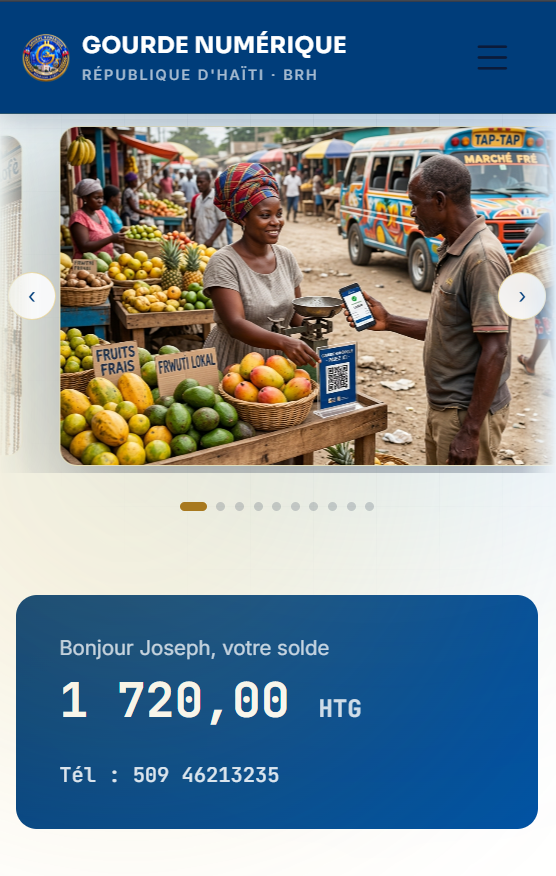 GOURDE NUMÉRIQUE
RÉPUBLIQUE D'HAÏTI · BRH
TAP-TAP
MARCHÉ FRÉ
FRUITS
FRAIS
FRWUTI LOKAL
‹
›
Bonjour Joseph, votre solde
1 720,00 HTG
Tél : 509 46213235